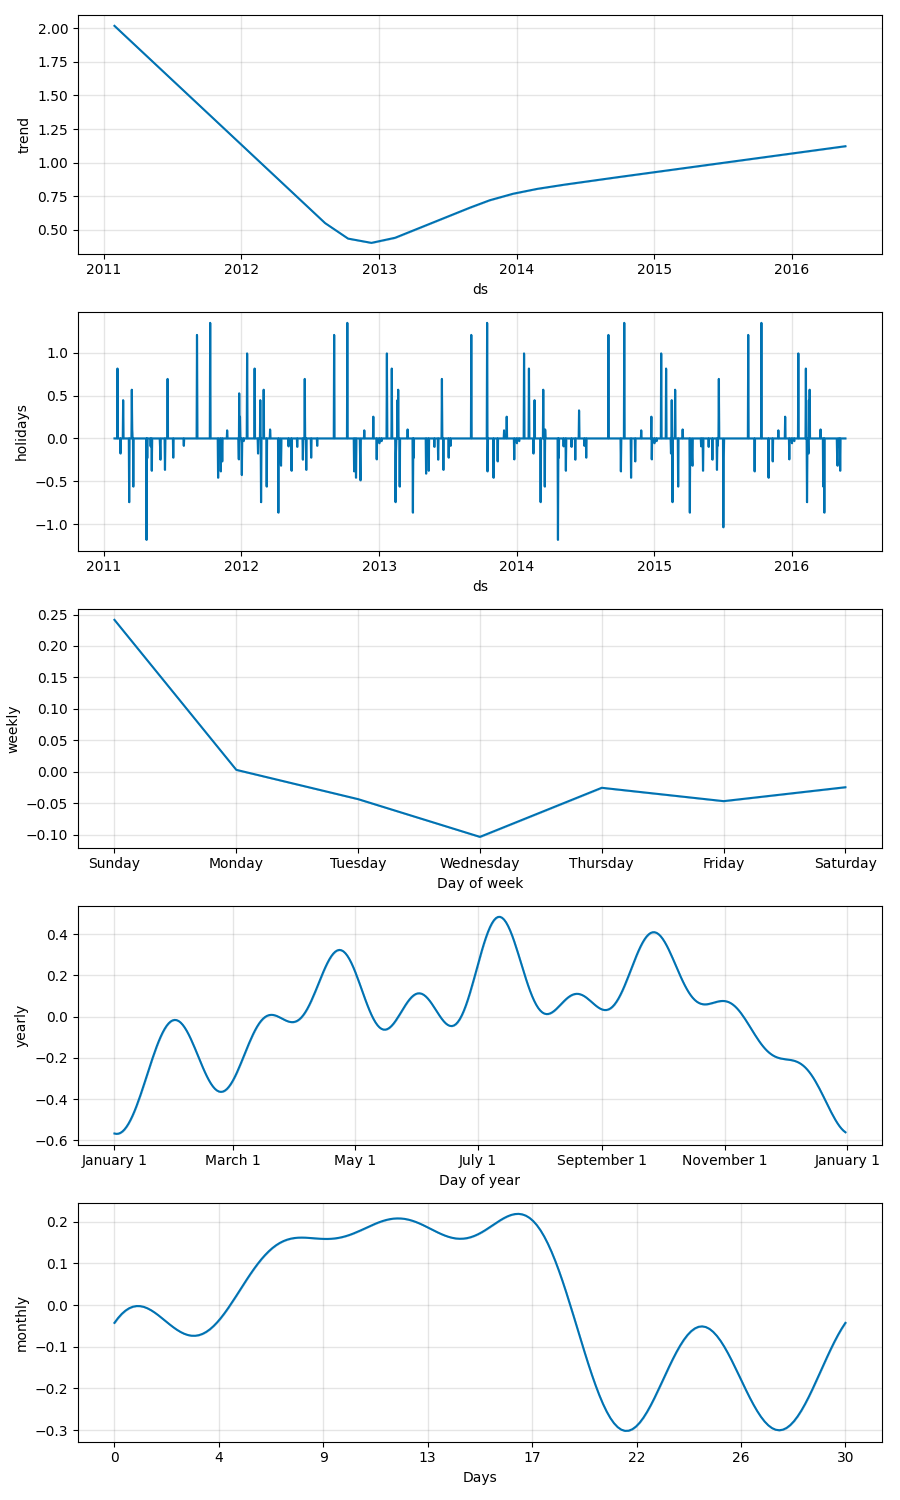 2.00
1.75
1.50
1.25
1.00
0.75
0.50
trend
2011 2012 2013 2014 2015 2016
ds
1.0
0.5
0.0
−0.5
−1.0
holidays
2011 2012 2013 2014 2015 2016
ds
0.25
0.20
0.15
0.10
0.05
0.00
−0.05
−0.10
weekly
Sunday Monday Tuesday Wednesday Thursday Friday Saturday
Day of week
0.4
0.2
0.0
−0.2
−0.4
−0.6
yearly
January 1 March 1 May 1 July 1 September 1 November 1 January 1
Day of year
0.2
0.1
0.0
−0.1
−0.2
−0.3
monthly
0 4 9 13 17 22 26 30
Days